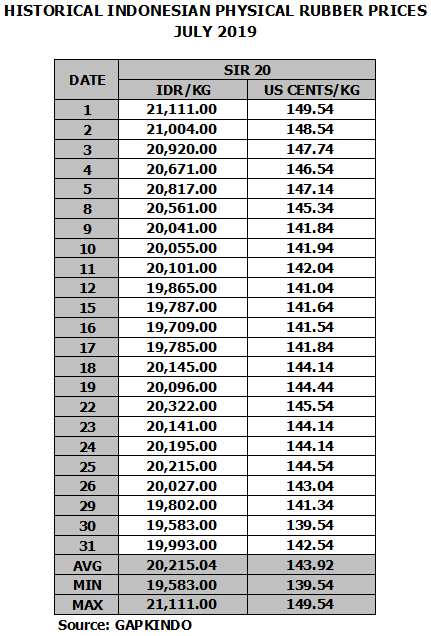 HISTORICAL INDONESIAN PHYSICAL RUBBER PRICES
JULY 2019
DATE SIR 20
IDR/KG US CENTS/KG
1 21,111.00 149.54
2 21,004.00 148.54
3 20,920.00 147.74
4 20,671.00 146.54
5 20,817.00 147.14
8 20,561.00 145.34
9 20,041.00 141.84
10 20,055.00 141.94
11 20,101.00 142.04
12 19,865.00 141.04
15 19,787.00 141.64
16 19,709.00 141.54
17 19,785.00 141.84
18 20,145.00 144.14
19 20,096.00 144.44
22 20,322.00 145.54
23 20,141.00 144.14
24 20,195.00 144.14
25 20,215.00 144.54
26 20,027.00 143.04
29 19,802.00 141.34
30 19,583.00 139.54
31 19,993.00 142.54
AVG 20,215.04 143.92
MIN 19,583.00 139.54
MAX 21,111.00 149.54
Source: GAPKINDO